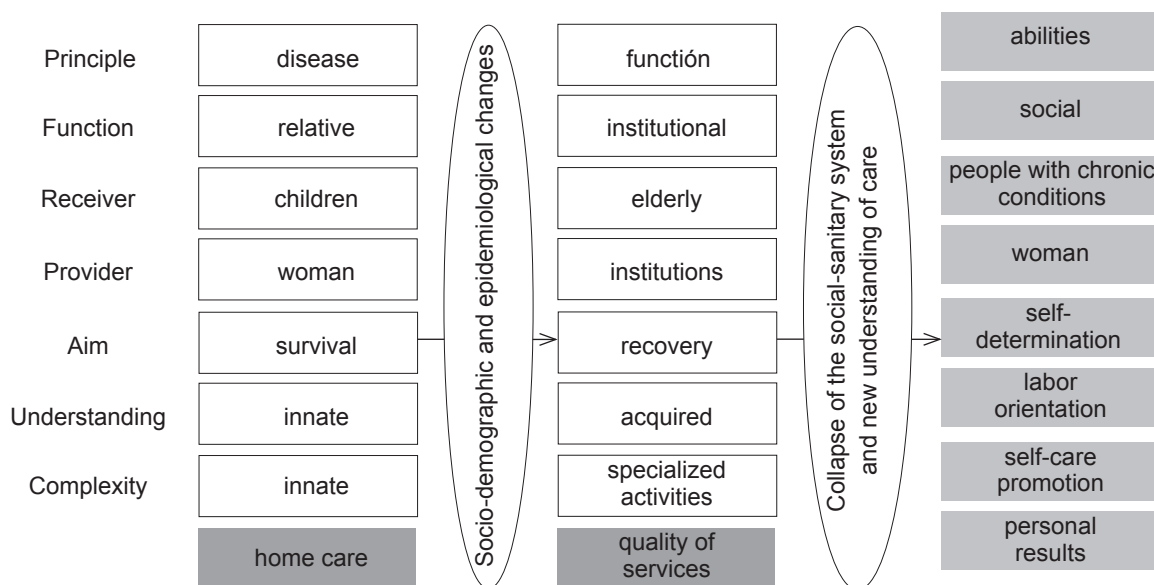 Principle
disease
functión
abilities
Function
relative
institutional
social
Receiver
children
elderly
people with chronic
conditions
Provider
woman
institutions
woman
Aim
survival
recovery
self-
determination
Understanding
innate
acquired
labor
orientation
Complexity
innate
specialized
activities
self-care
promotion
home care
quality of
services
personal
results
Socio-demographic and epidemiological changes
Collapse of the social-sanitary system
and new understanding of care